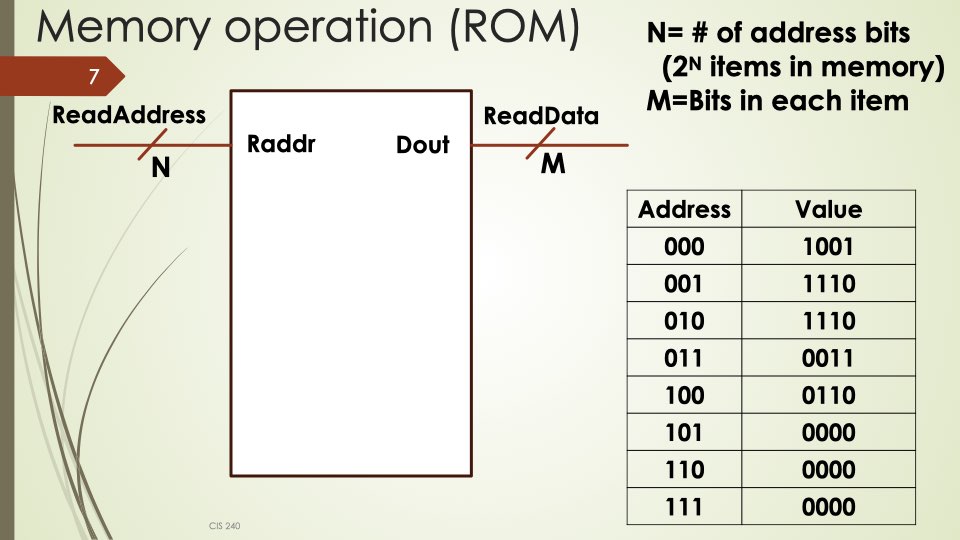 Memory operation (ROM)
7
N= # of address bits
(2ᴺ items in memory)
M=Bits in each item
ReadAddress
N
Raddr
Dout
ReadData
M
Address Value
000 1001
001 1110
010 1110
011 0011
100 0110
101 0000
110 0000
111 0000
CIS 240